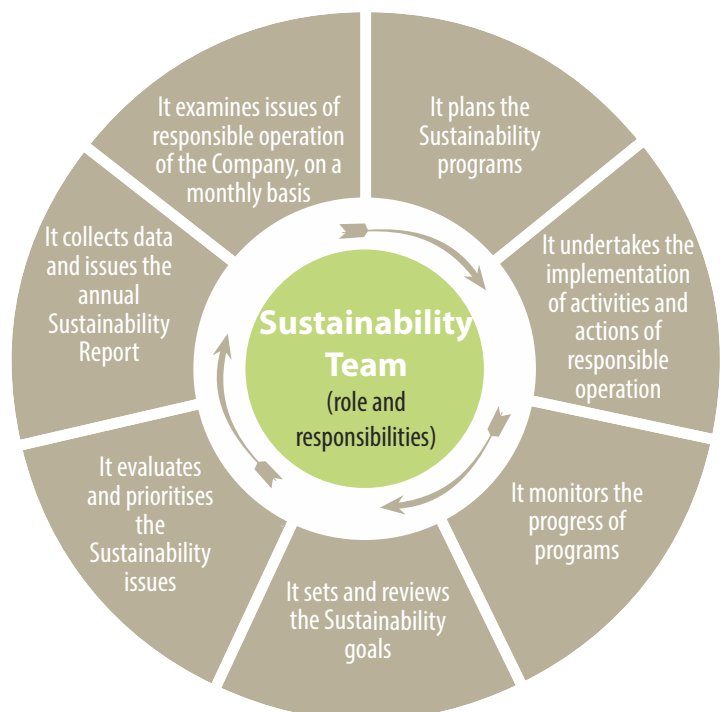 Sustainability
Team
(role and
responsibilities)
It plans the
Sustainability
programs
It undertakes the
implementation
of activities and
actions of
responsible
operation
It monitors the
progress of
programs
It sets and reviews
the Sustainability
goals
It evaluates
and prioritises
the
Sustainability
issues
It collects data
and issues the
annual
Sustainability
Report
It examines issues of
responsible operation
of the Company, on a
monthly basis